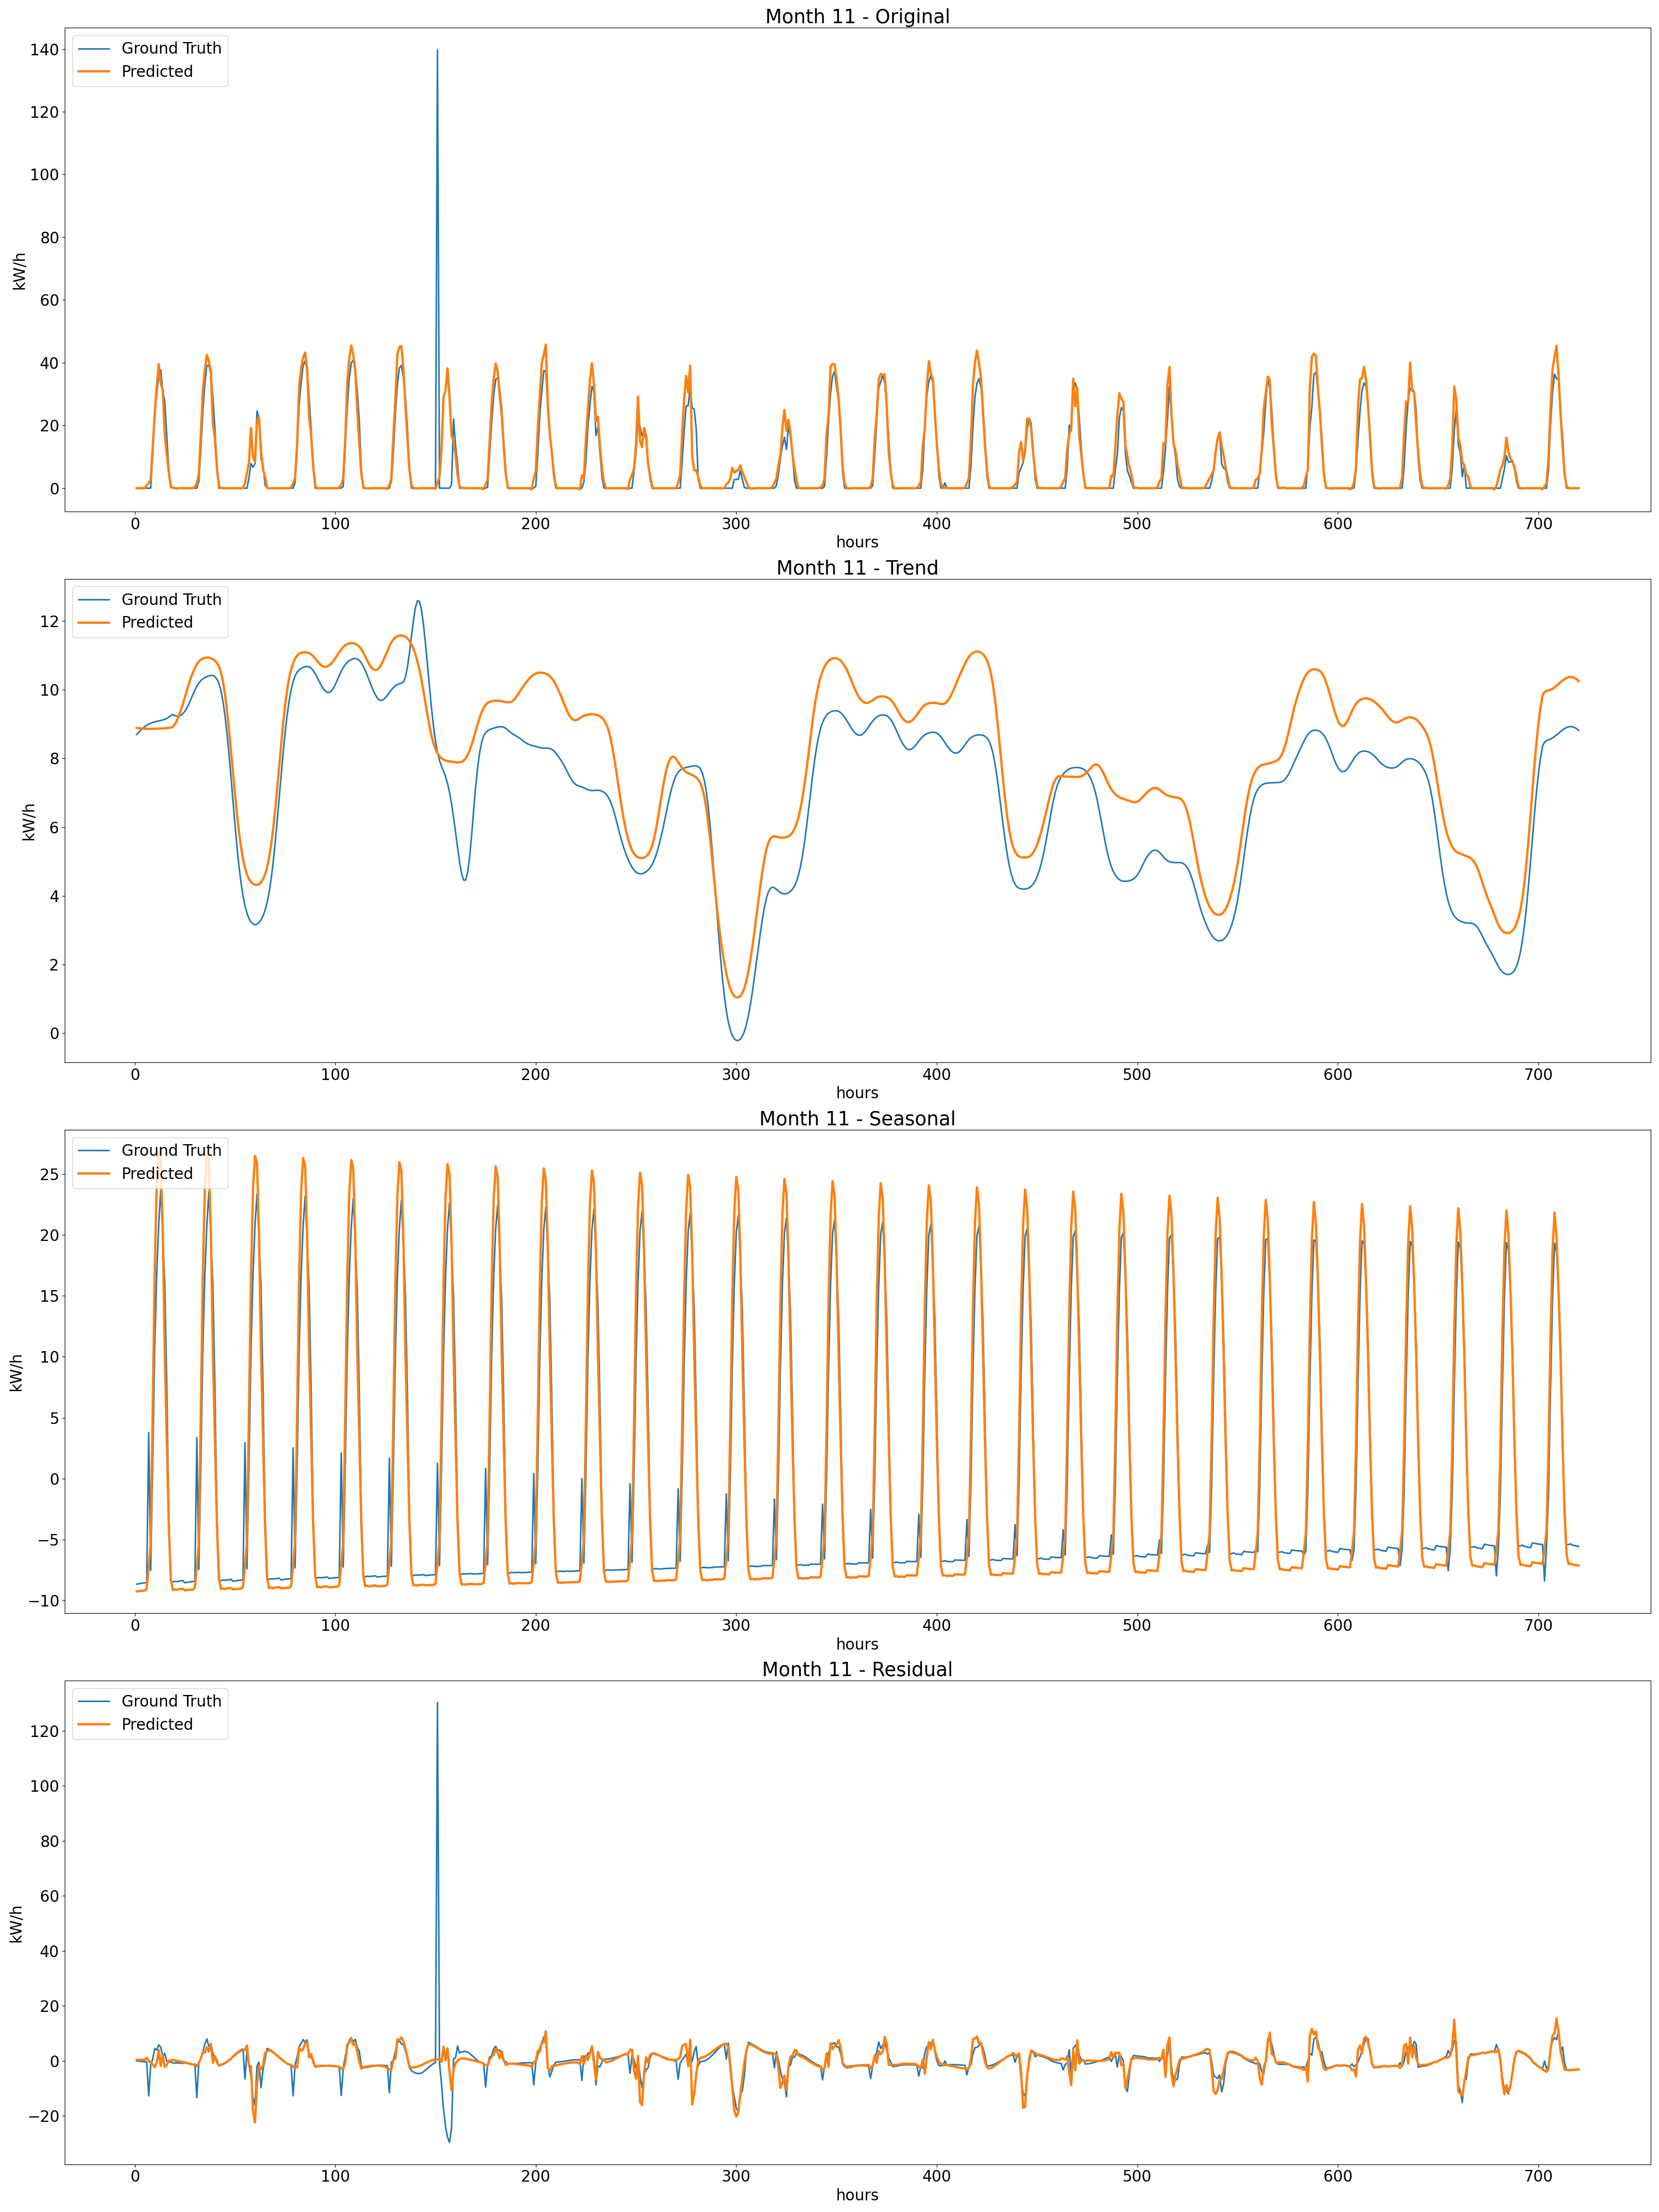 Month 11 - Original
Ground Truth
Predicted
140
120
100
80
60
40
20
0
kW/h
0 100 200 300 400 500 600 700
hours
Month 11 - Trend
Ground Truth
Predicted
12
10
8
6
4
2
0
kW/h
0 100 200 300 400 500 600 700
hours
Month 11 - Seasonal
Ground Truth
Predicted
25
20
15
10
5
0
−5
−10
kW/h
0 100 200 300 400 500 600 700
hours
Month 11 - Residual
Ground Truth
Predicted
120
100
80
60
40
20
0
−20
kW/h
0 100 200 300 400 500 600 700
hours